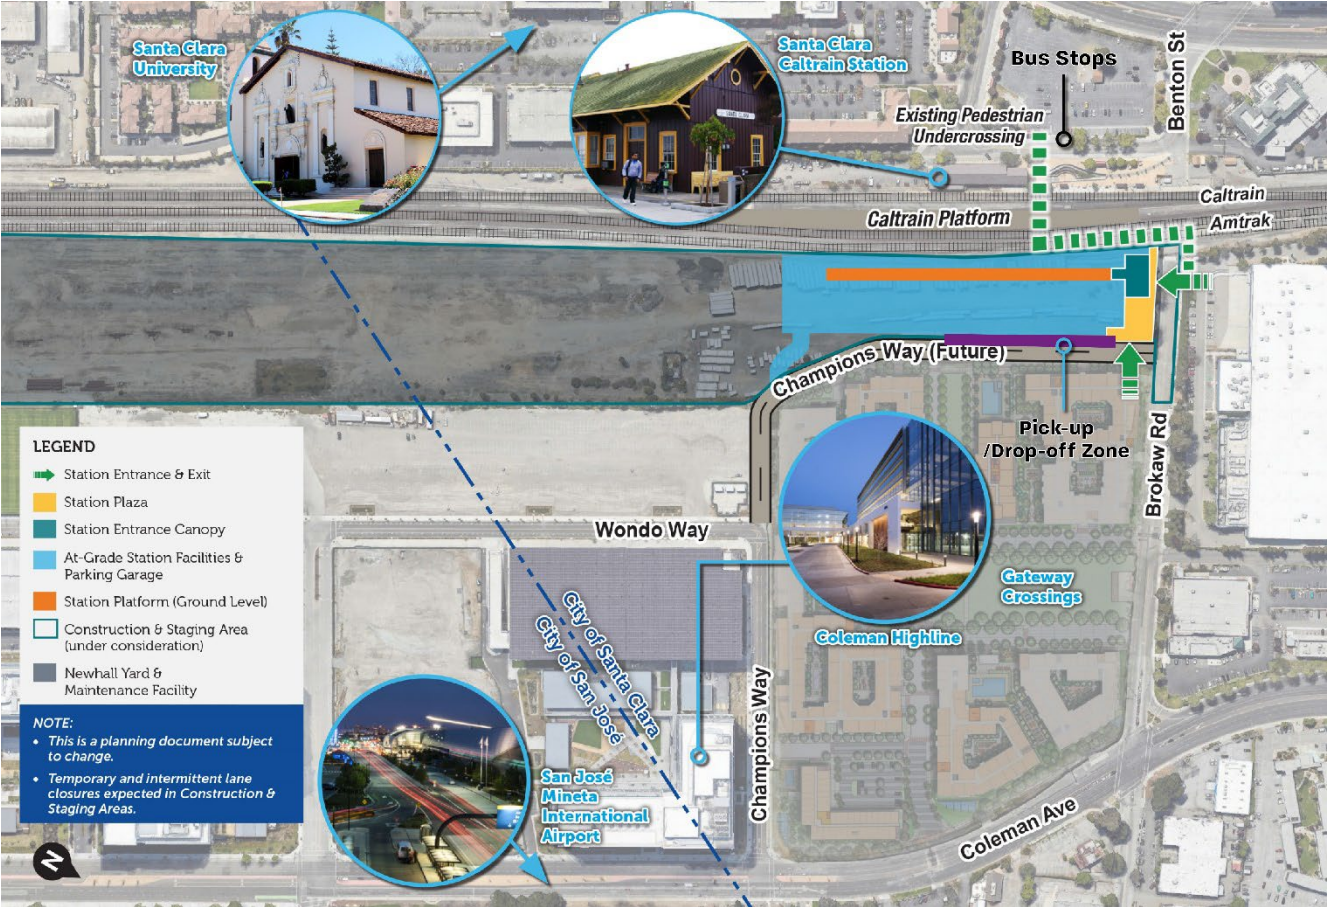 Santa Clara
University
Santa Clara
Caltrain Station
Bus Stops
Benton St
Existing Pedestrian
Undercrossing
Caltrain Platform
Caltrain
Amtrak
Champions Way (Future)
Pick-up
/Drop-off Zone
Brokaw Rd
LEGEND
Station Entrance & Exit
Station Plaza
Station Entrance Canopy
At-Grade Station Facilities &
Parking Garage
Station Platform (Ground Level)
Construction & Staging Area
(under consideration)
Newhall Yard &
Maintenance Facility
NOTE:
• This is a planning document subject
to change.
• Temporary and intermittent lane
closures expected in Construction &
Staging Areas.
Wondo Way
Gateway
Crossings
Coleman Highline
City of Santa Clara
City of San José
Champions Way
San José
Mineta
International
Airport
Coleman Ave
N